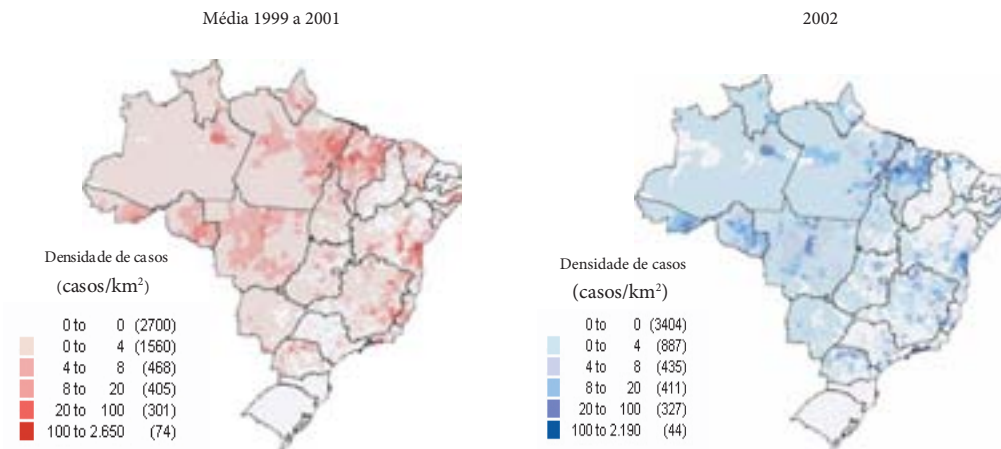 Média 1999 a 2001
Densidade de casos
(casos/km²)
0 to 0 (2700)
0 to 4 (1560)
4 to 8 (468)
8 to 20 (405)
20 to 100 (301)
100 to 2.650 (74)
2002
Densidade de casos
(casos/km²)
0 to 0 (3404)
0 to 4 (887)
4 to 8 (435)
8 to 20 (411)
20 to 100 (327)
100 to 2.190 (44)